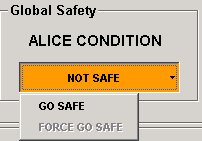 Global Safety
ALICE CONDITION
NOT SAFE
GO SAFE
FORCE GO SAFE